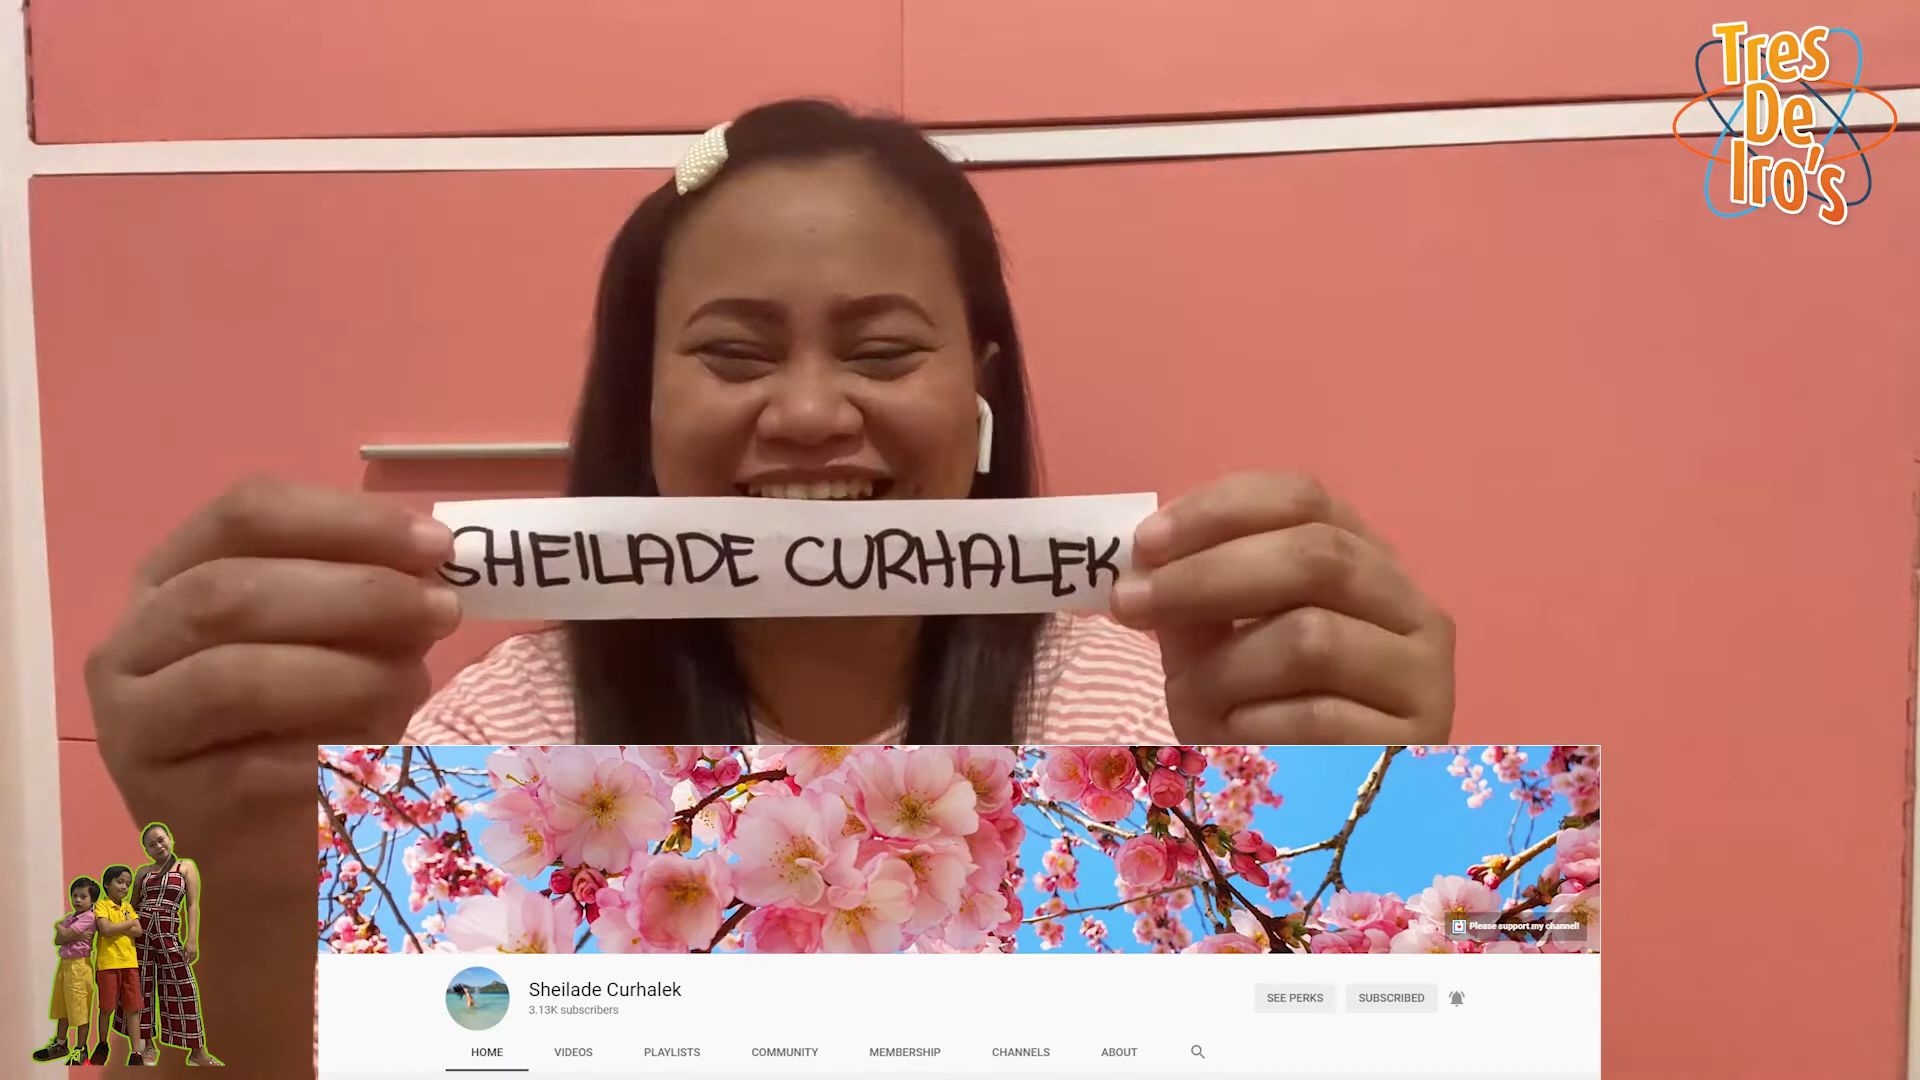 Tres
De
Iro's
SHEILADE CURHALEK
Please support my channel!
Sheilade Curhalek
3.13K subscribers
SEE PERKS
SUBSCRIBED
HOME
VIDEOS
PLAYLISTS
COMMUNITY
MEMBERSHIP
CHANNELS
ABOUT